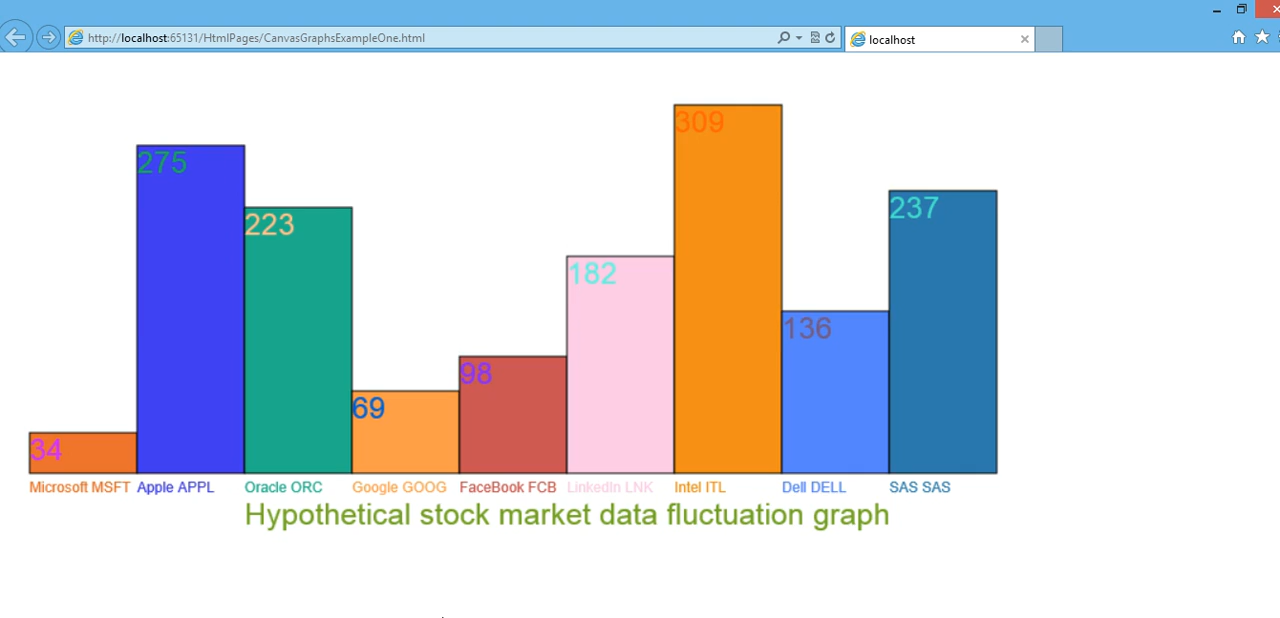 http://localhost:65131/HtmlPages/CanvasGraphsExampleOne.html
localhost
309
275
237
223
182
136
98
69
34
Microsoft MSFT Apple APPL Oracle ORC Google GOOG FaceBook FCB LinkedIn LNK Intel ITL Dell DELL SAS SAS
Hypothetical stock market data fluctuation graph